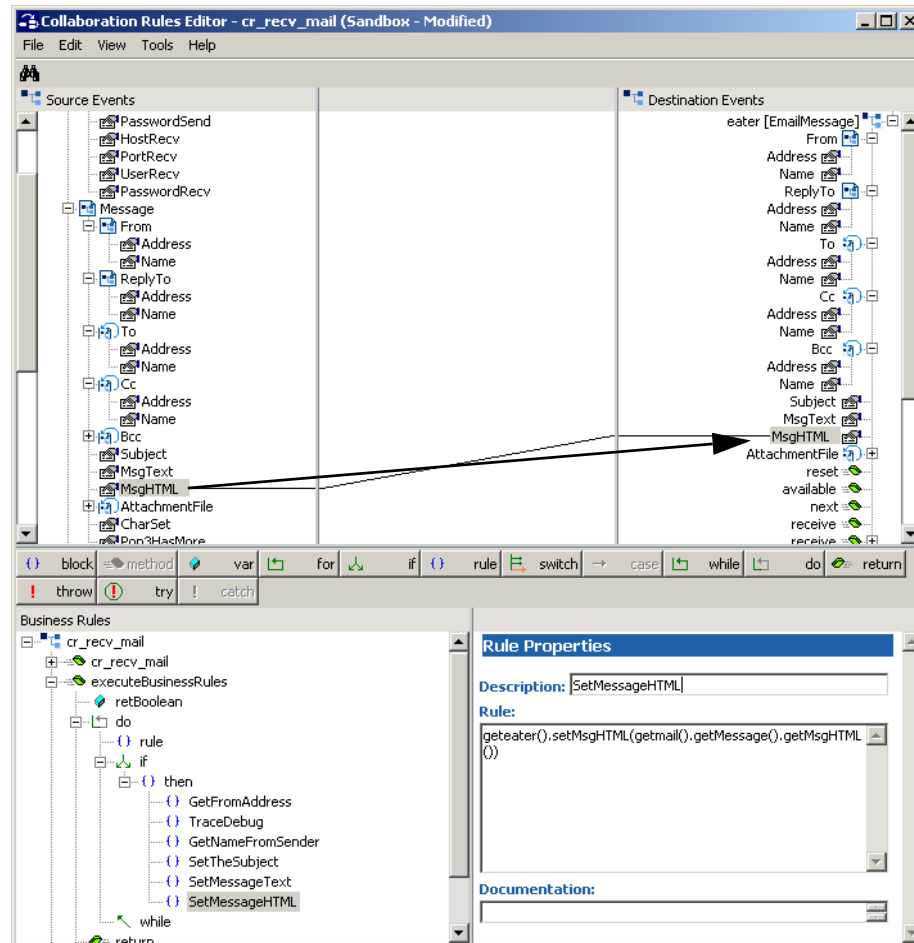 Collaboration Rules Editor - cr_recv_mail (Sandbox - Modified)
File Edit View Tools Help
Source Events
PasswordSend
HostRecv
PortRecv
UserRecv
PasswordRecv
Message
From
Address
Name
ReplyTo
Address
Name
To
Address
Name
Cc
Address
Name
Bcc
Subject
MsgText
MsgHTML
AttachmentFile
CharSet
Pop3HasMore
Destination Events
eater [EmailMessage]
From
Address
Name
ReplyTo
Address
Name
To
Address
Name
Cc
Address
Name
Bcc
Address
Name
Subject
MsgText
MsgHTML
AttachmentFile
reset
available
next
receive
receive
{} block method var for if {} rule switch case while do return
! throw try ! catch
Business Rules
cr_recv_mail
cr_recv_mail
executeBusinessRules
retBoolean
do
{} rule
if
{} then
{} GetFromAddress
{} TraceDebug
{} GetNameFromSender
{} SetTheSubject
{} SetMessageText
{} SetMessageHTML
while
return
Rule Properties
Description: SetMessageHTML
Rule:
geteater().setMsgHTML(getmail().getMessage().getMsgHTML
())
Documentation: